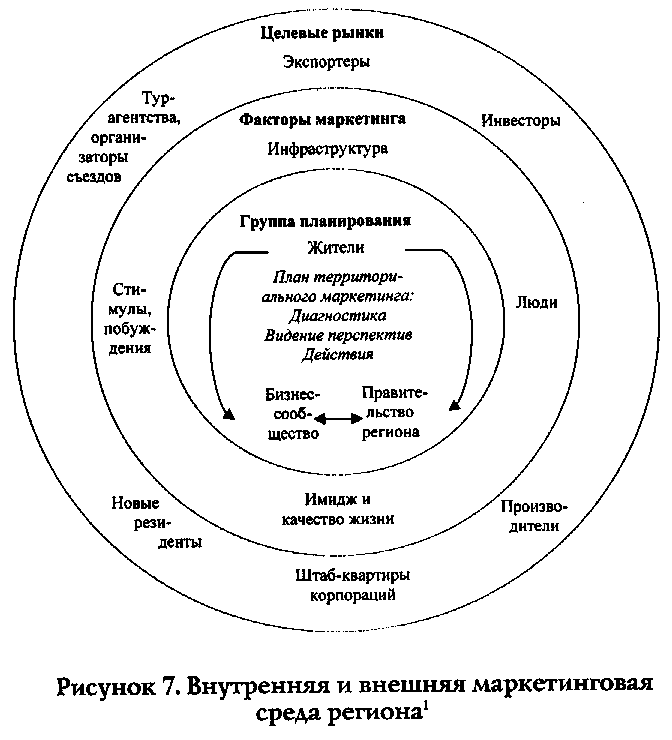 Целевые рынки
Экспортеры
Тур-
агентства,
органи-
заторы
съездов
Инвесторы
Факторы маркетинга
Инфраструктура
Группа планирования
Жители
План территори-
ального маркетинга:
Диагностика
Видение перспектив
Действия
Сти-
мулы,
побуж-
дения
Люди
Бизнес-
сооб-
щество
Правите-
льство
региона
Имидж и
качество жизни
Новые
рези-
денты
Произво-
дители
Штаб-квартиры
корпораций
Рисунок 7. Внутренняя и внешняя маркетинговая
среда региона¹